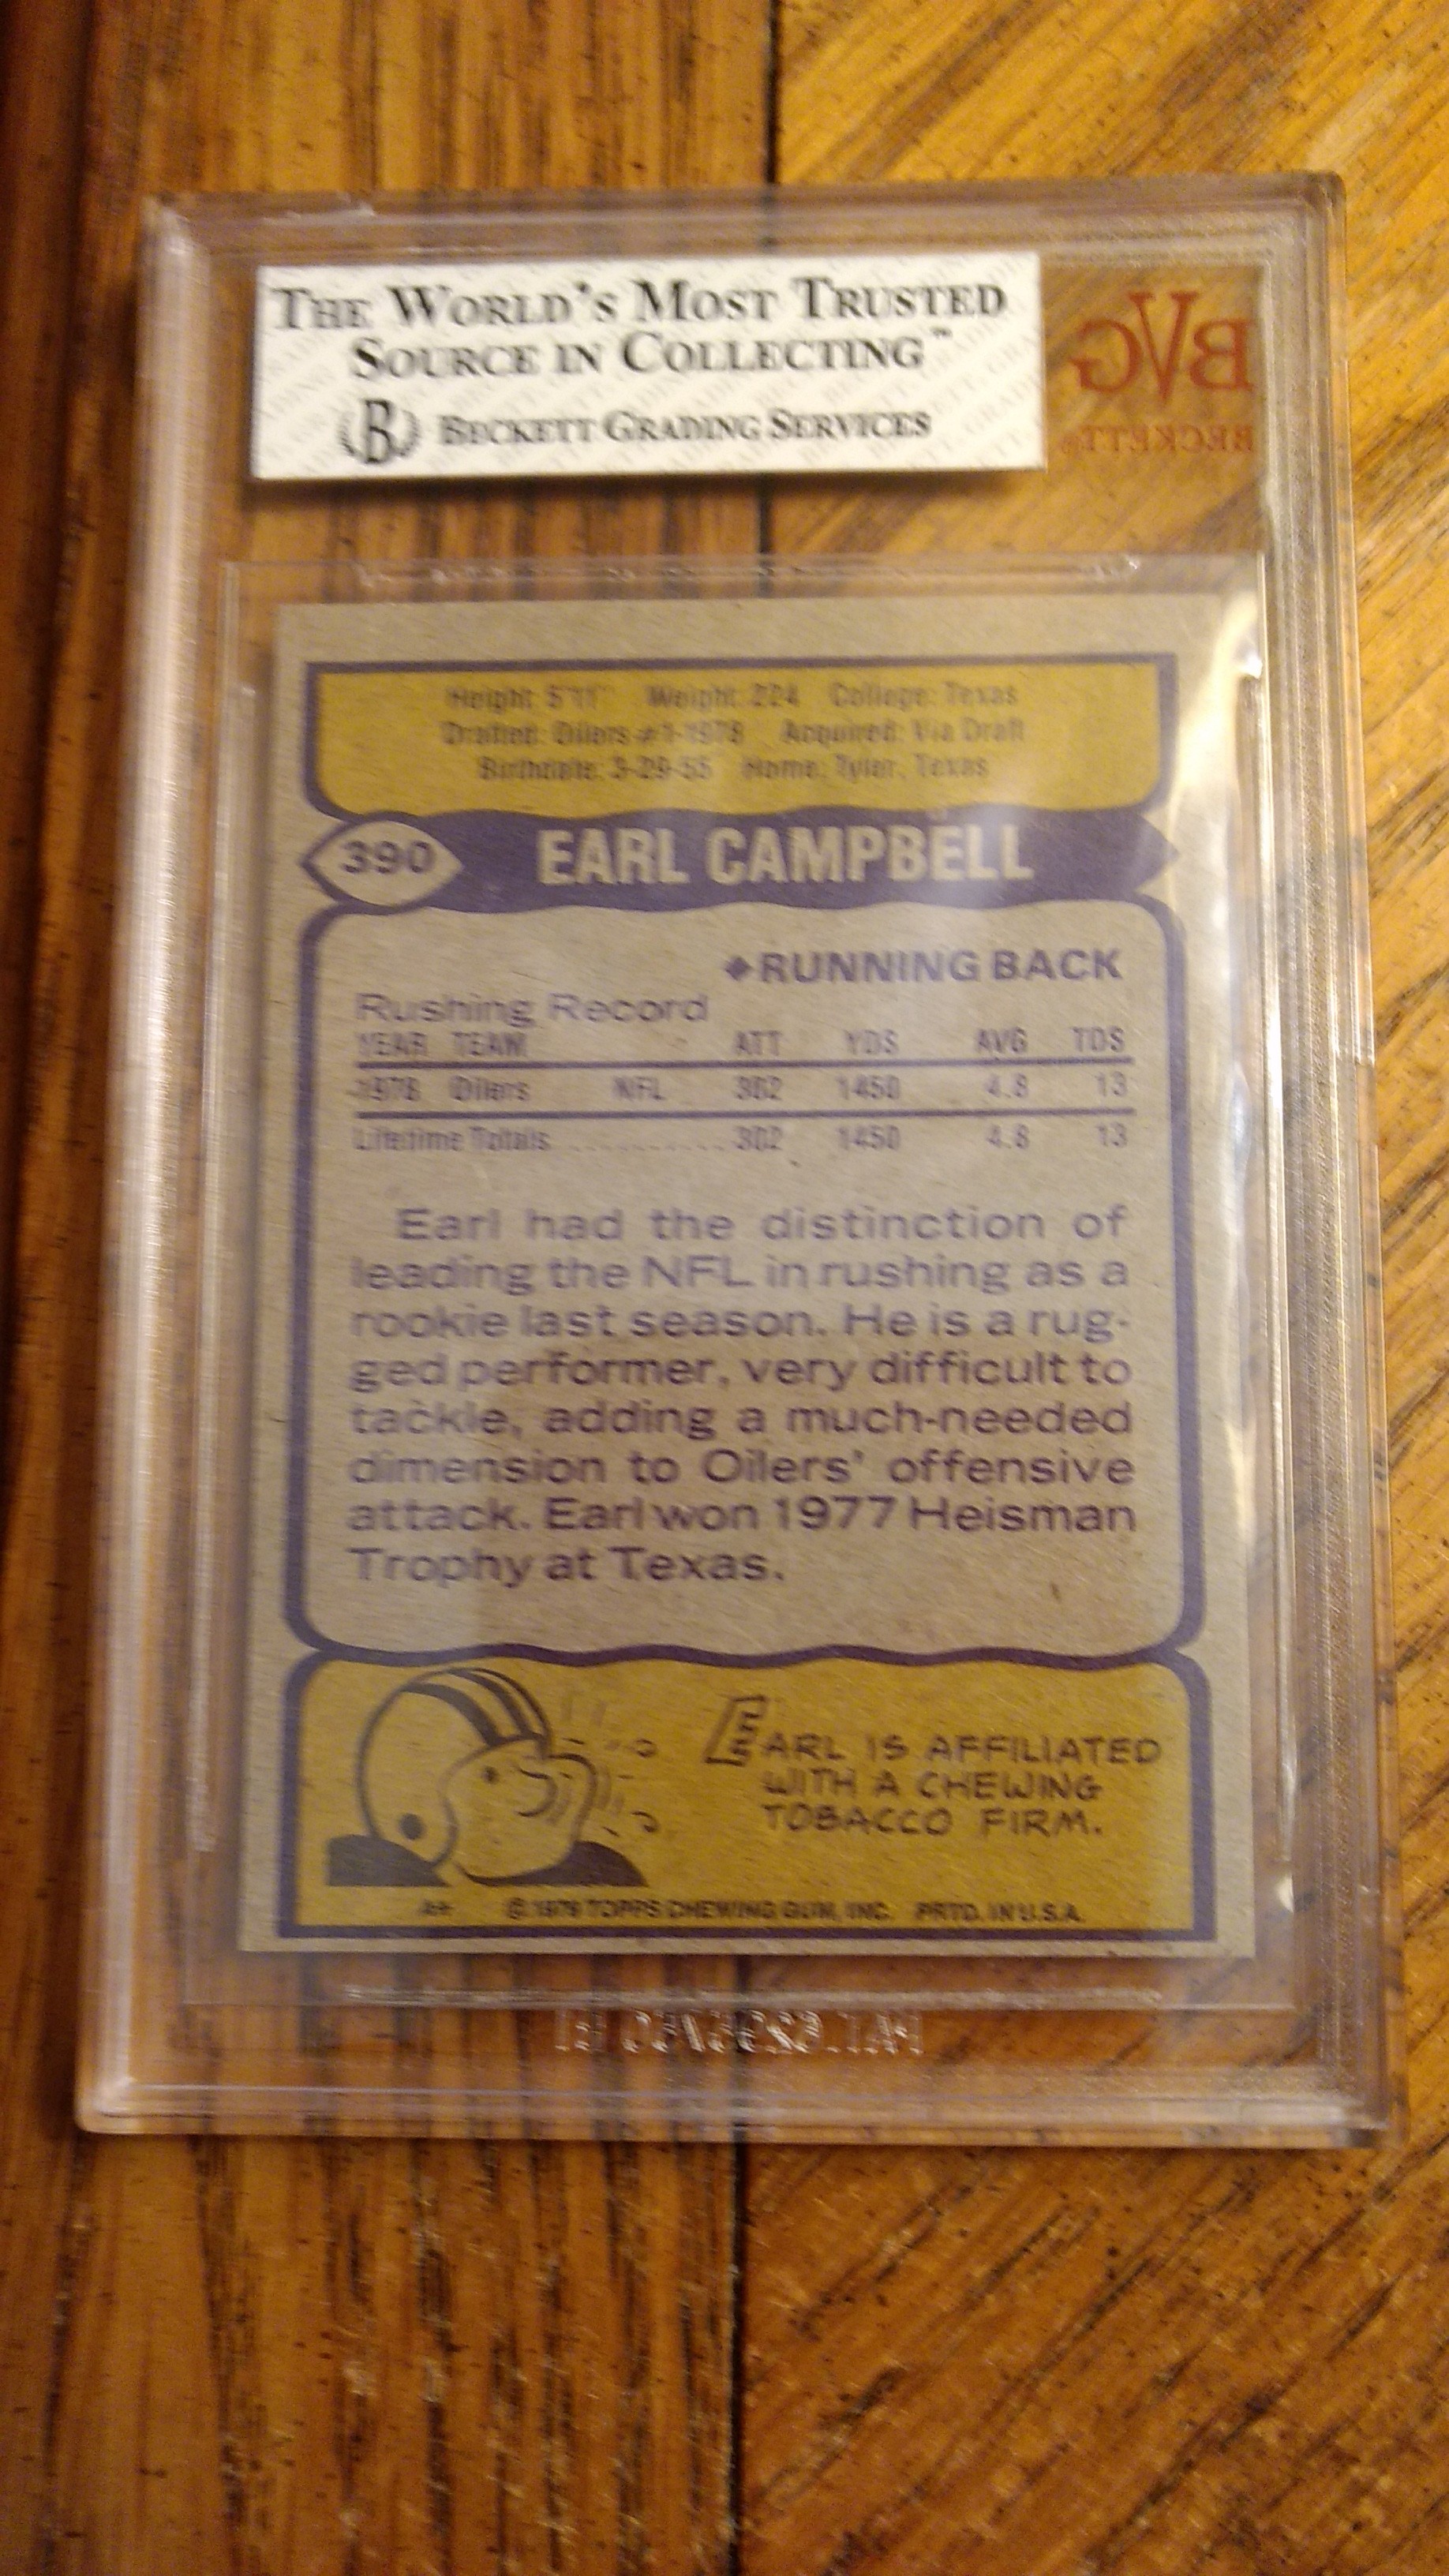 THE WORLD'S MOST TRUSTED
SOURCE IN COLLECTING™
B BECKETT GRADING SERVICES
BVG
BECKETT®
Height: 5'11" Weight: 224 College: Texas
Drafted: Oilers #1-1978 Acquired: Via Draft
Birthdate: 3-29-55 Home: Tyler, Texas
390 EARL CAMPBELL
RUNNING BACK
Rushing Record
YEAR TEAM ATT YDS AVG TDS
1978 Oilers NFL 302 1450 4.8 13
Lifetime Totals .......... 302 1450 4.8 13
Earl had the distinction of
leading the NFL in rushing as a
rookie last season. He is a rug-
ged performer, very difficult to
tackle, adding a much-needed
dimension to Oilers' offensive
attack. Earl won 1977 Heisman
Trophy at Texas.
EARL IS AFFILIATED
WITH A CHEWING
TOBACCO FIRM.
© 1979 TOPPS CHEWING GUM, INC. PRTD. IN U.S.A.